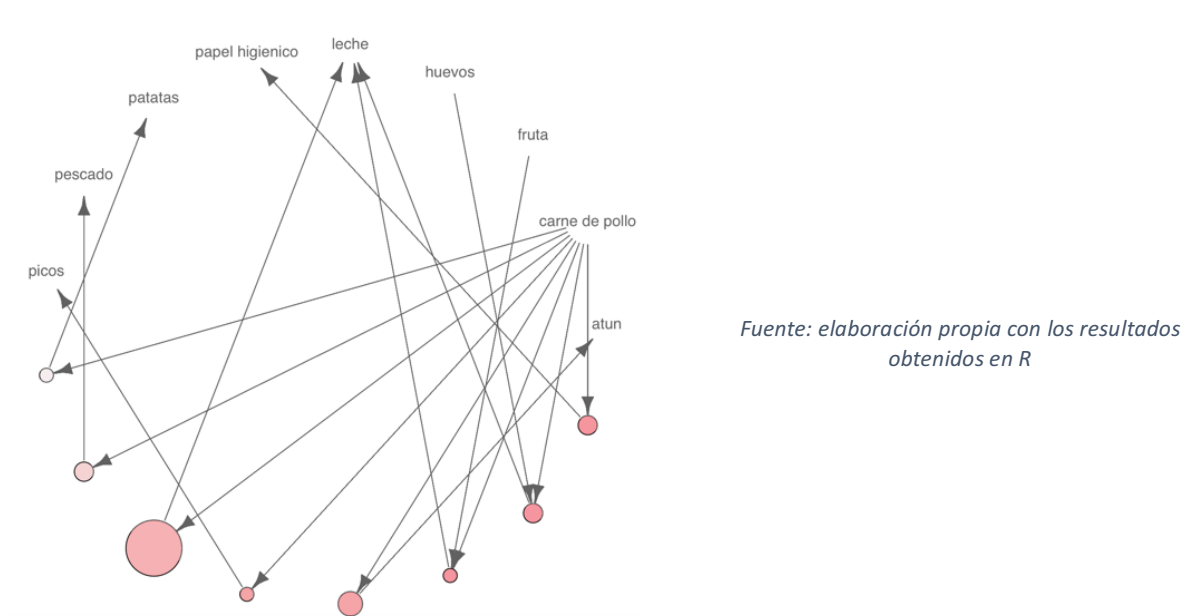 leche
papel higienico
huevos
patatas
fruta
pescado
carne de pollo
picos
atun
Fuente: elaboración propia con los resultados
obtenidos en R